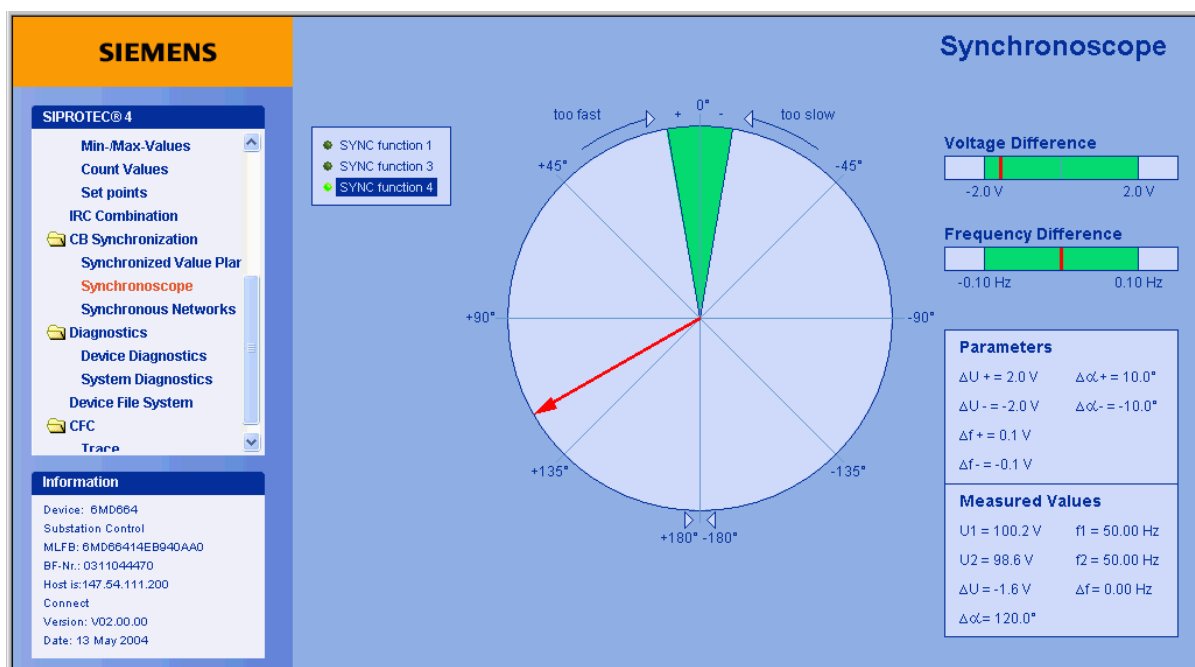 SIEMENS
Synchronoscope
SIPROTEC® 4
Min-/Max-Values
Count Values
Set points
IRC Combination
CB Synchronization
Synchronized Value Plar
Synchronoscope
Synchronous Networks
Diagnostics
Device Diagnostics
System Diagnostics
Device File System
CFC
Trace
Information
Device: 6MD664
Substation Control
MLFB: 6MD66414EB940AA0
BF-Nr.: 0311044470
Host is:147.54.111.200
Connect
Version: V02.00.00
Date: 13 May 2004
SYNC function 1
SYNC function 3
SYNC function 4
too fast + 0° - too slow
+45° -45°
+90° -90°
+135° -135°
+180° -180°
Voltage Difference
-2.0 V 2.0 V
Frequency Difference
-0.10 Hz 0.10 Hz
Parameters
ΔU + = 2.0 V Δα + = 10.0°
ΔU - = -2.0 V Δα - = -10.0°
Δf + = 0.1 V
Δf - = -0.1 V
Measured Values
U1 = 100.2 V f1 = 50.00 Hz
U2 = 98.6 V f2 = 50.00 Hz
ΔU = -1.6 V Δf = 0.00 Hz
Δα = 120.0°